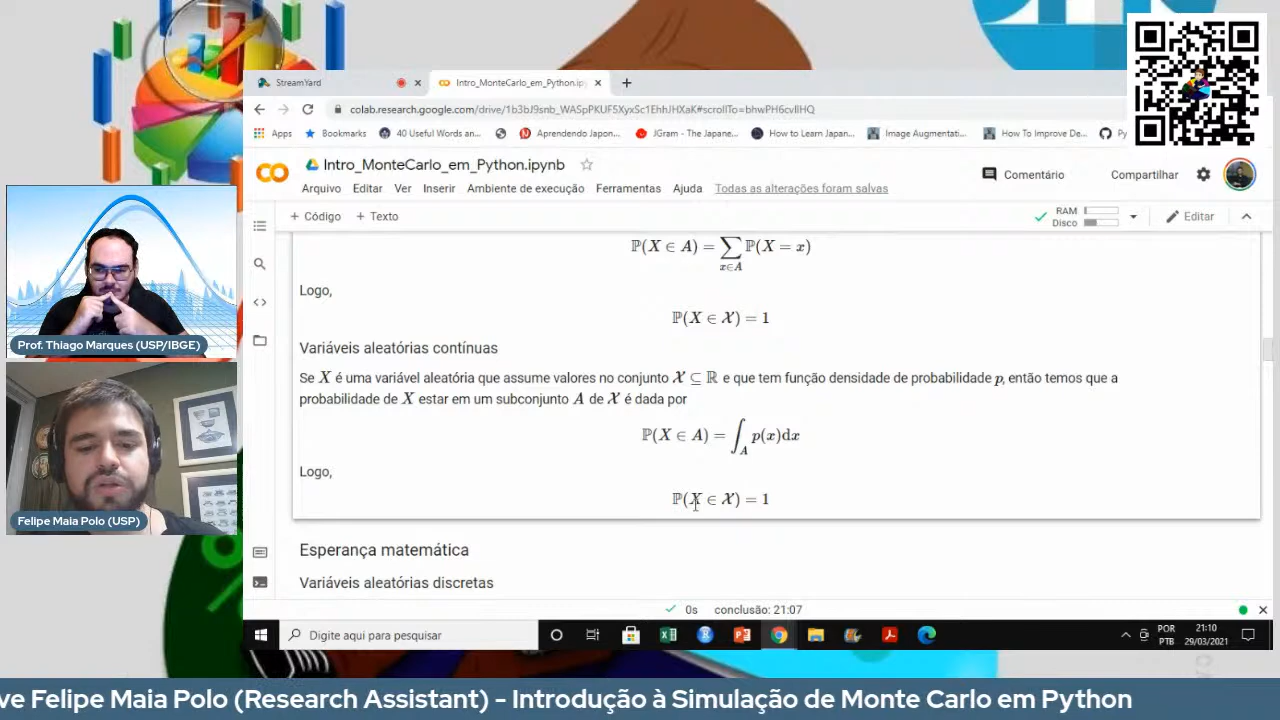 StreamYard
Intro_MonteCarlo_em_Python.ip
colab.research.google.com/drive/1b3bJ9snb_WASpPKUFSXyxSc1EhhJHXaK#scrollTo=bhwPH6cvliHQ
Apps
Bookmarks
40 Useful Words an...
Aprendendo Japon...
JGram - The Japane...
How to Learn Japan...
Image Augmentati...
How To Improve De...
Py
Intro_MonteCarlo_em_Python.ipynb
Comentário
Compartilhar
Arquivo Editar Ver Inserir Ambiente de execução Ferramentas Ajuda Todas as alterações foram salvas
+ Código + Texto
RAM
Disco
Editar
ℙ(X ∈ A) = ∑_{x∈A} ℙ(X = x)
Logo,
ℙ(X ∈ 𝒳) = 1
Variáveis aleatórias contínuas
Se X é uma variável aleatória que assume valores no conjunto 𝒳 ⊆ ℝ e que tem função densidade de probabilidade p, então temos que a
probabilidade de X estar em um subconjunto A de 𝒳 é dada por
ℙ(X ∈ A) = ∫_A p(x)dx
Logo,
ℙ(X ∈ 𝒳) = 1
Esperança matemática
Variáveis aleatórias discretas
0s conclusão: 21:07
Prof. Thiago Marques (USP/IBGE)
Felipe Maia Polo (USP)
Digite aqui para pesquisar
POR
PTB
21:10
29/03/2021
ve Felipe Maia Polo (Research Assistant) - Introdução à Simulação de Monte Carlo em Python